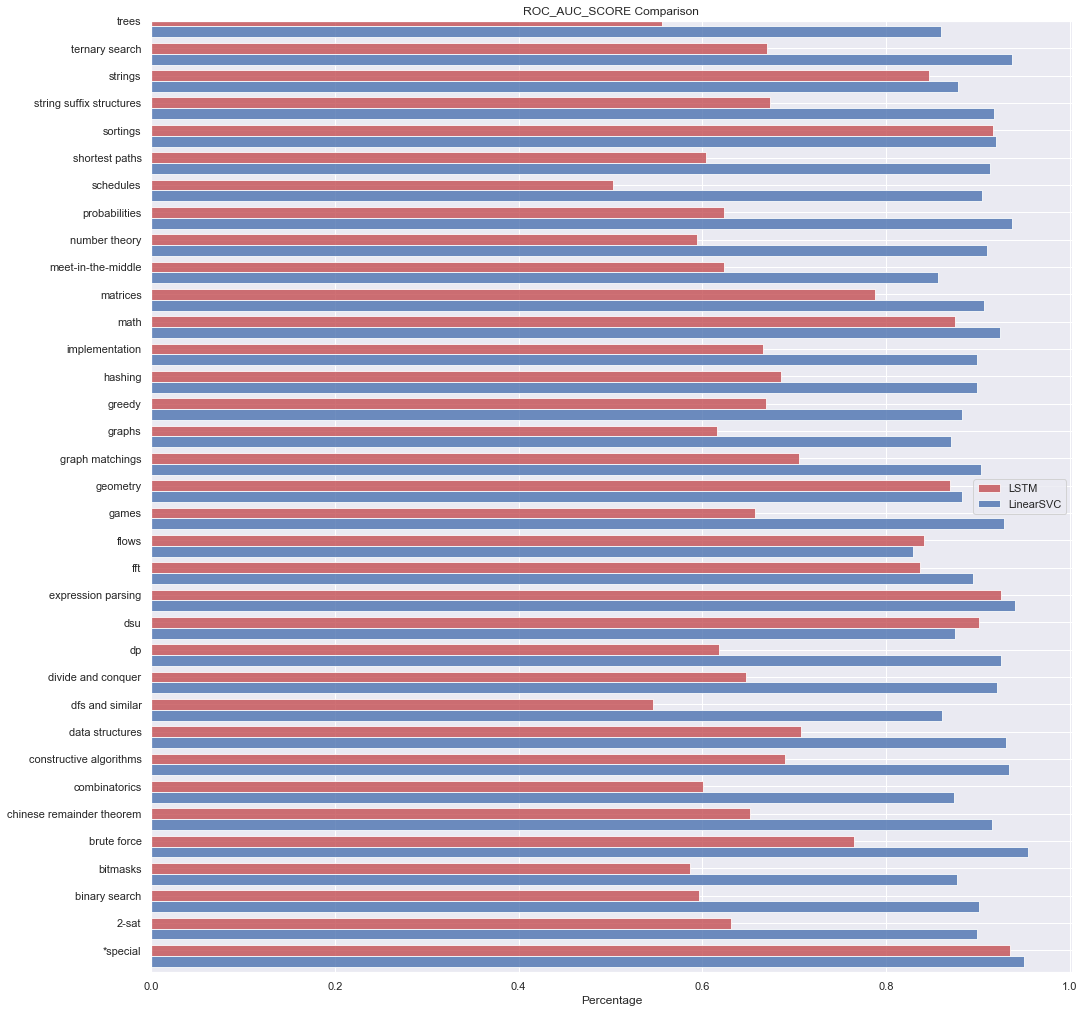 ROC_AUC_SCORE Comparison
trees
ternary search
strings
string suffix structures
sortings
shortest paths
schedules
probabilities
number theory
meet-in-the-middle
matrices
math
implementation
hashing
greedy
graphs
graph matchings
geometry
games
flows
fft
expression parsing
dsu
dp
divide and conquer
dfs and similar
data structures
constructive algorithms
combinatorics
chinese remainder theorem
brute force
bitmasks
binary search
2-sat
*special
LSTM
LinearSVC
0.0 0.2 0.4 0.6 0.8 1.0
Percentage